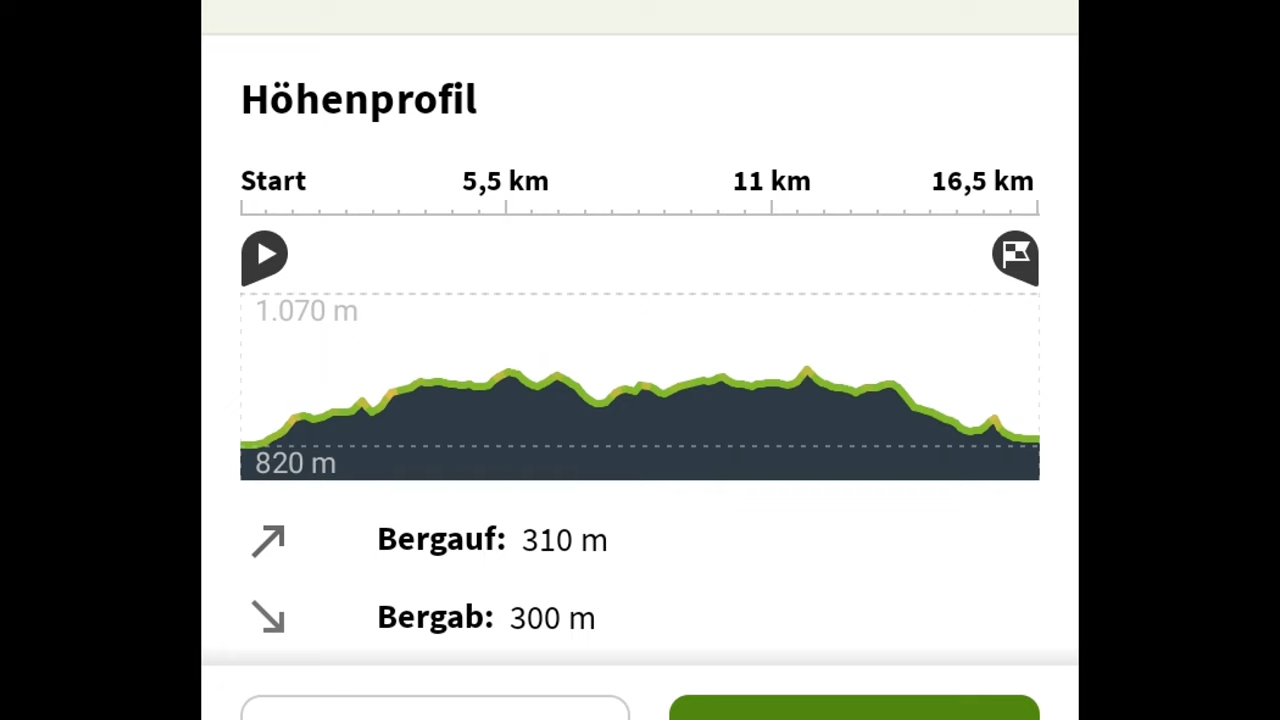 Höhenprofil
Start 5,5 km 11 km 16,5 km
1.070 m
820 m
Bergauf: 310 m
Bergab: 300 m